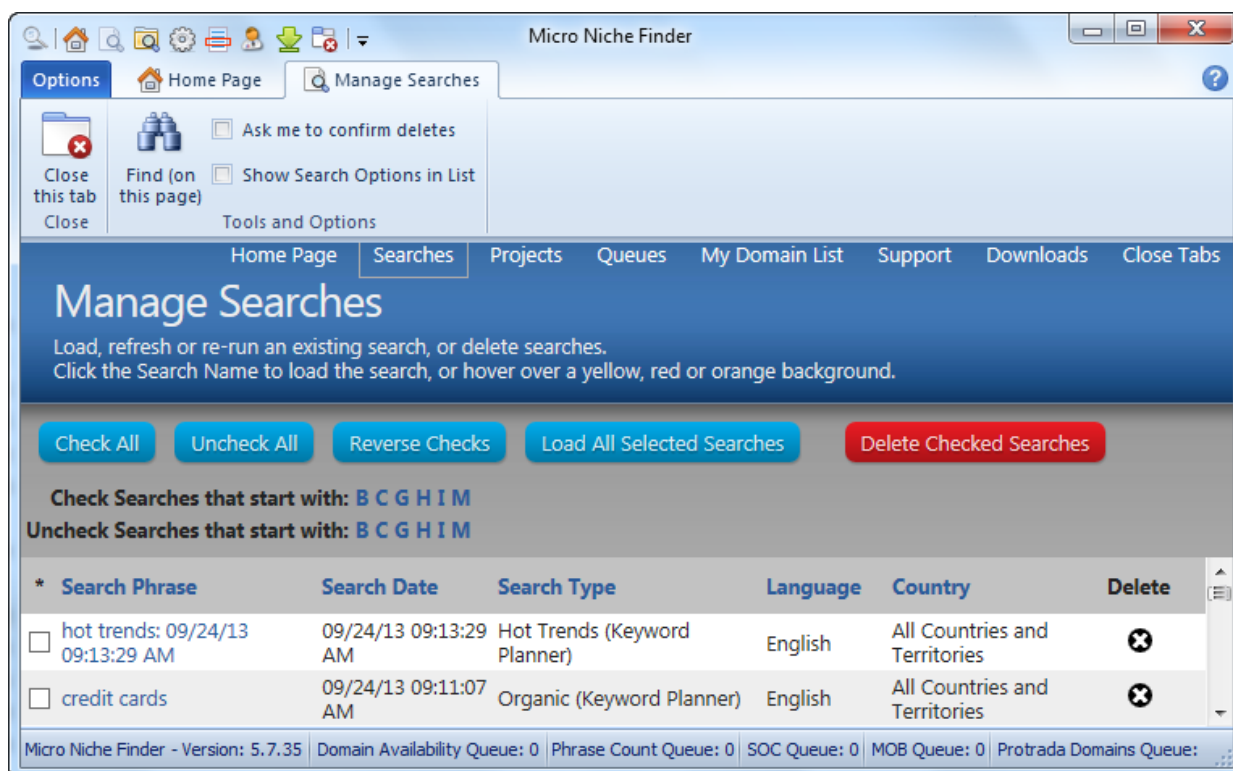 Micro Niche Finder
Options Home Page Manage Searches
Ask me to confirm deletes
Close Find (on Show Search Options in List
this tab this page)
Close Tools and Options
Home Page Searches Projects Queues My Domain List Support Downloads Close Tabs
Manage Searches
Load, refresh or re-run an existing search, or delete searches.
Click the Search Name to load the search, or hover over a yellow, red or orange background.
Check All Uncheck All Reverse Checks Load All Selected Searches Delete Checked Searches
Check Searches that start with: B C G H I M
Uncheck Searches that start with: B C G H I M
* Search Phrase Search Date Search Type Language Country Delete
hot trends: 09/24/13 09/24/13 09:13:29 Hot Trends (Keyword English All Countries and
09:13:29 AM AM Planner) Territories
credit cards 09/24/13 09:11:07 Organic (Keyword Planner) English All Countries and
AM Territories
Micro Niche Finder - Version: 5.7.35 Domain Availability Queue: 0 Phrase Count Queue: 0 SOC Queue: 0 MOB Queue: 0 Protrada Domains Queue: